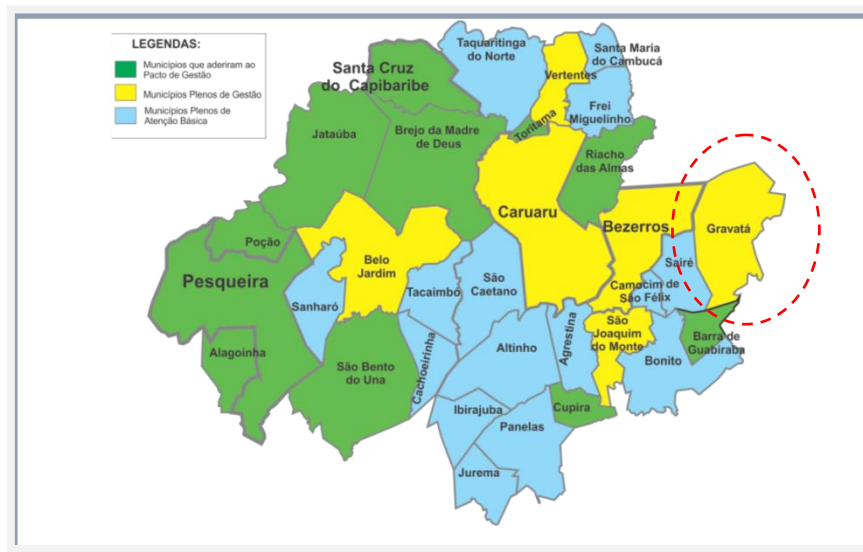 LEGENDAS:
Municípios que aderiram ao
Pacto de Gestão
Municípios Plenos de Gestão
Municípios Plenos de
Atenção Básica
Taquaritinga
do Norte
Santa Maria
do Cambucá
Vertentes
Santa Cruz
do Capibaribe
Frei
Miguelinho
Toritama
Jataúba
Brejo da Madre
de Deus
Riacho
das Almas
Caruaru
Bezerros
Gravatá
Poção
Belo
Jardim
Sairé
Pesqueira
Sanharó
Tacaimbó
São
Caetano
Camocim de
São Félix
São
Joaquim
do Monte
Barra de
Guabiraba
Alagoinha
São Bento
do Una
Cachoeirinha
Altinho
Agrestina
Bonito
Ibirajuba
Cupira
Panelas
Jurema